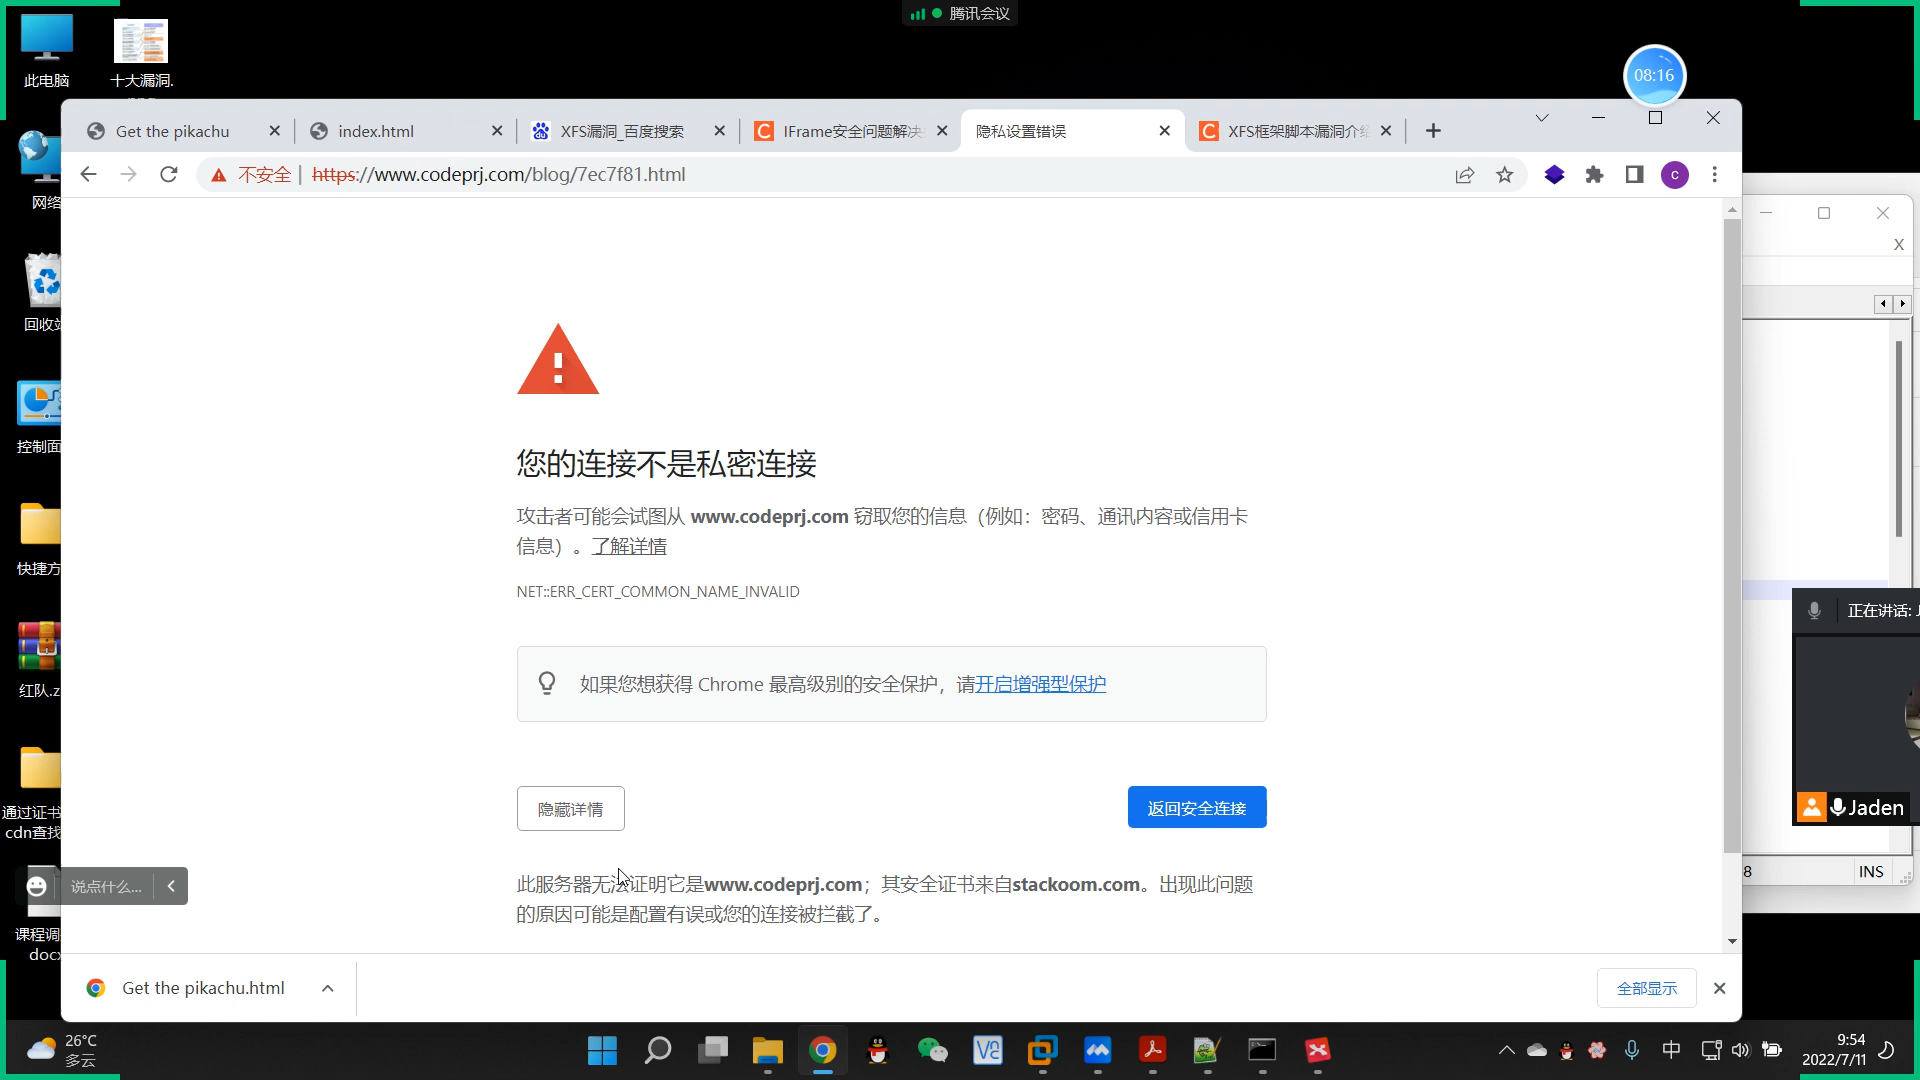 腾讯会议
此电脑
十大漏洞.
08:16
Get the pikachu
index.html
XFS漏洞_百度搜索
IFrame安全问题解决
隐私设置错误
XFS框架脚本漏洞介绍
不安全
https://www.codeprj.com/blog/7ec7f81.html
c
网络
X
回收站
您的连接不是私密连接
控制面
攻击者可能会试图从 www.codeprj.com 窃取您的信息（例如：密码、通讯内容或信用卡
信息）。了解详情
快捷方
NET::ERR_CERT_COMMON_NAME_INVALID
正在讲话: J
如果您想获得 Chrome 最高级别的安全保护，请开启增强型保护
红队.z
隐藏详情
返回安全连接
Jaden
通过证书
cdn查找
说点什么...
此服务器无法证明它是www.codeprj.com；其安全证书来自stackoom.com。出现此问题
的原因可能是配置有误或您的连接被拦截了。
8
INS
课程调
docx
Get the pikachu.html
全部显示
26°C
多云
中
9:54
2022/7/11